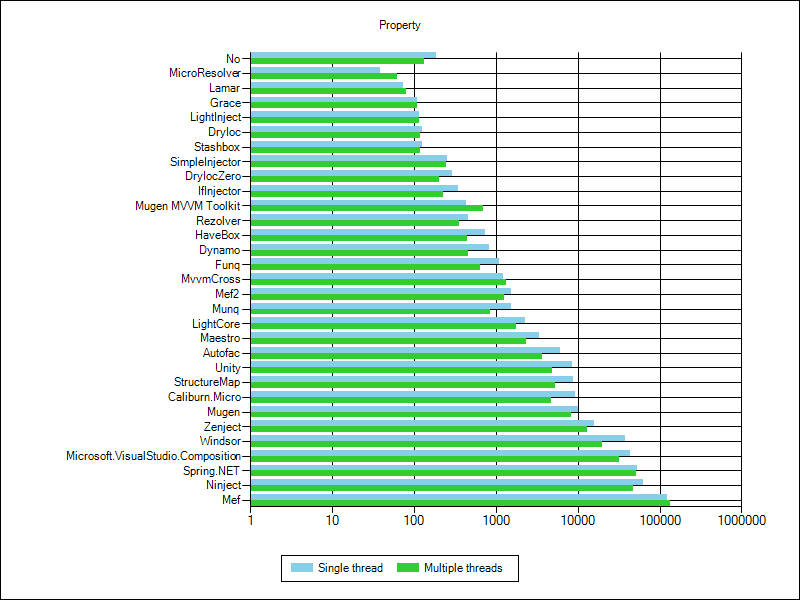 Property
No
MicroResolver
Lamar
Grace
LightInject
DryIoc
Stashbox
SimpleInjector
DryIocZero
IfInjector
Mugen MVVM Toolkit
Rezolver
HaveBox
Dynamo
Funq
MvvmCross
Mef2
Munq
LightCore
Maestro
Autofac
Unity
StructureMap
Caliburn.Micro
Mugen
Zenject
Windsor
Microsoft.VisualStudio.Composition
Spring.NET
Ninject
Mef
1 10 100 1000 10000 100000 1000000
Single thread Multiple threads